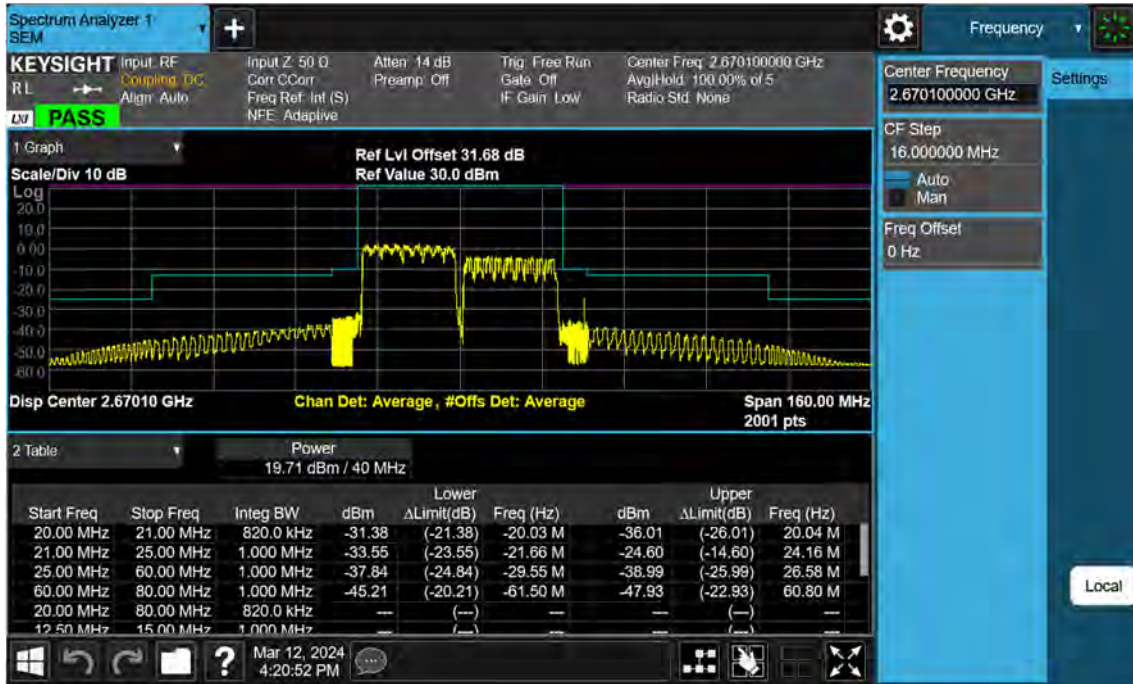 Spectrum Analyzer 1
SEM
+
Frequency
KEYSIGHT
RL
LXI
PASS
Input: RF
Coupling: DC
Align: Auto
Input Z: 50 Ω
Corr CCorr
Freq Ref: Int (S)
NFE: Adaptive
Atten: 14 dB
Preamp: Off
Trig: Free Run
Gate: Off
IF Gain: Low
Center Freq: 2.670100000 GHz
Avg|Hold: 100.00% of 5
Radio Std: None
Center Frequency
2.670100000 GHz
Settings
CF Step
16.000000 MHz
Auto
Man
Freq Offset
0 Hz
Local
1 Graph
Scale/Div 10 dB
Ref Lvl Offset 31.68 dB
Ref Value 30.0 dBm
Log
20.0
10.0
0.00
-10.0
-20.0
-30.0
-40.0
-50.0
-60.0
Disp Center 2.67010 GHz
Chan Det: Average, #Offs Det: Average
Span 160.00 MHz
2001 pts
2 Table
Power
19.71 dBm / 40 MHz
Lower Upper
Start Freq Stop Freq Integ BW dBm ΔLimit(dB) Freq (Hz) dBm ΔLimit(dB) Freq (Hz)
20.00 MHz 21.00 MHz 820.0 kHz -31.38 (-21.38) -20.03 M -36.01 (-26.01) 20.04 M
21.00 MHz 25.00 MHz 1.000 MHz -33.55 (-23.55) -21.66 M -24.60 (-14.60) 24.16 M
25.00 MHz 60.00 MHz 1.000 MHz -37.84 (-24.84) -29.55 M -38.99 (-25.99) 26.58 M
60.00 MHz 80.00 MHz 1.000 MHz -45.21 (-20.21) -61.50 M -47.93 (-22.93) 60.80 M
20.00 MHz 80.00 MHz 820.0 kHz --- (---) --- --- (---) ---
12.50 MHz 15.00 MHz 1.000 MHz --- (---) --- --- (---) ---
?
Mar 12, 2024
4:20:52 PM